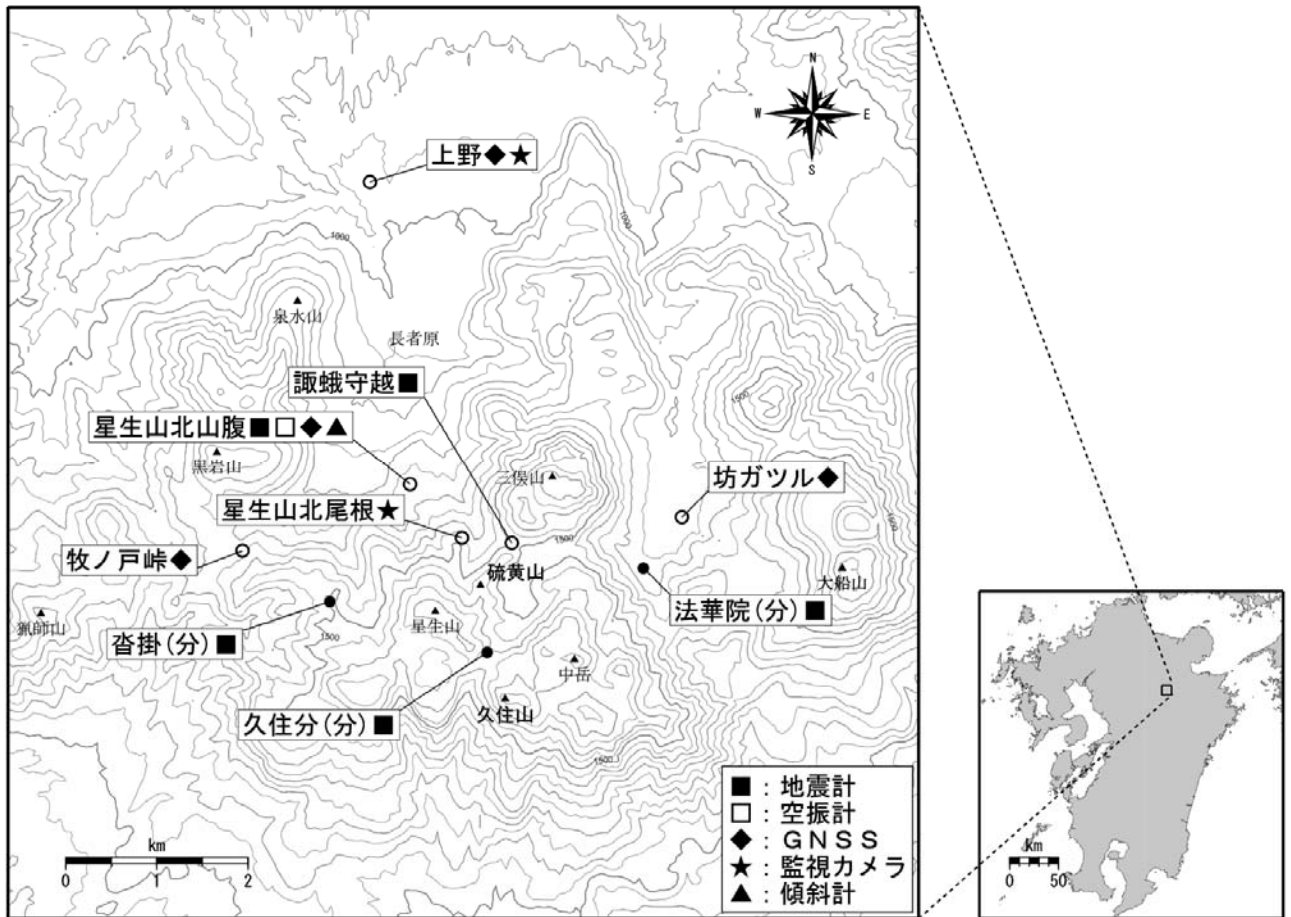 N
W E
S
上野◆★
1000
1000
泉水山
長者原
諏蛾守越■
1500
星生山北山腹■□◆▲
黒岩山
三俣山
坊ガツル◆
星生山北尾根★
1500
牧ノ戸峠◆
硫黄山
大船山
法華院(分)■
猟師山
沓掛(分)■
1500
星生山
中岳
久住分(分)■
久住山
1500
■:地震計
□:空振計
◆:GNSS
★:監視カメラ
▲:傾斜計
km
0 1 2
km
0 50